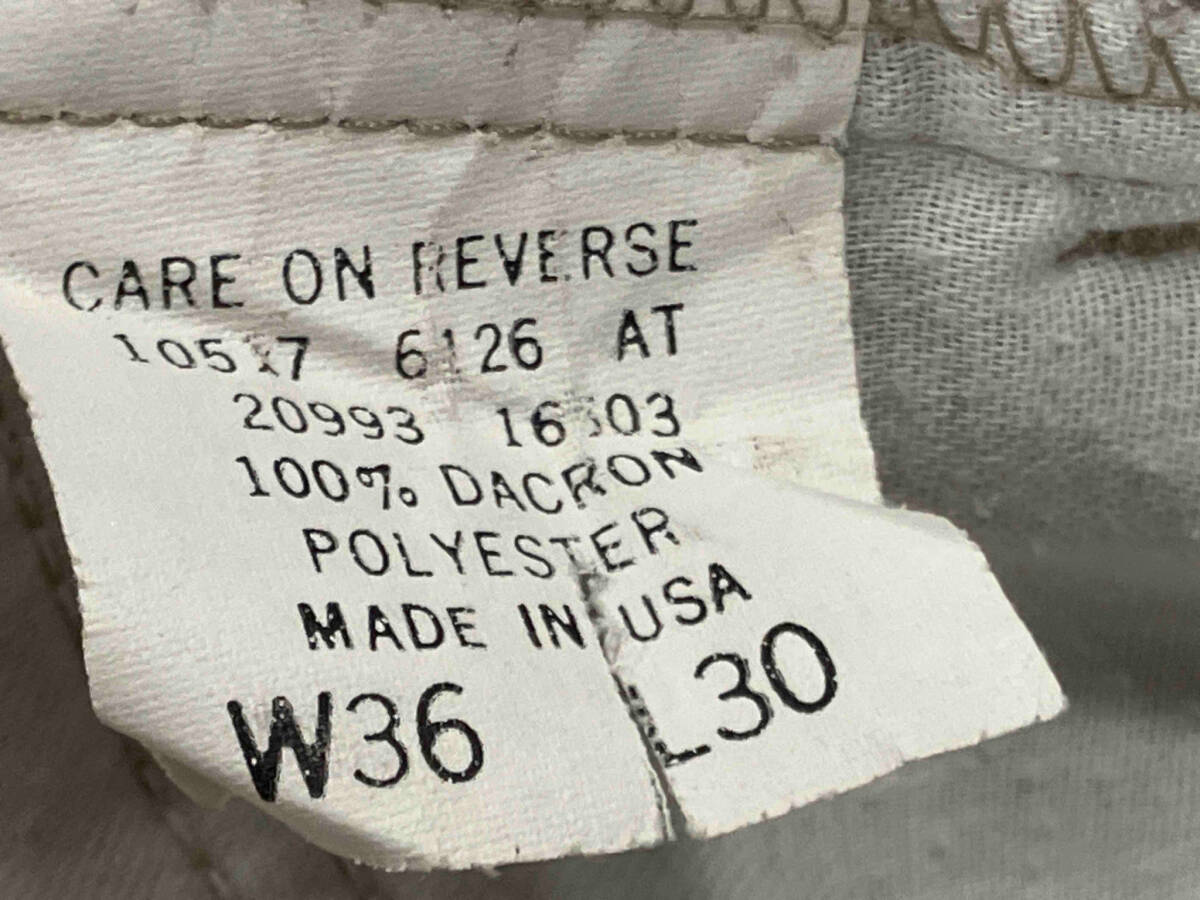 CARE ON REVERSE
6126 AT
20993
100% DACRON
POLYESTER
MADE IN USA
W36 L30